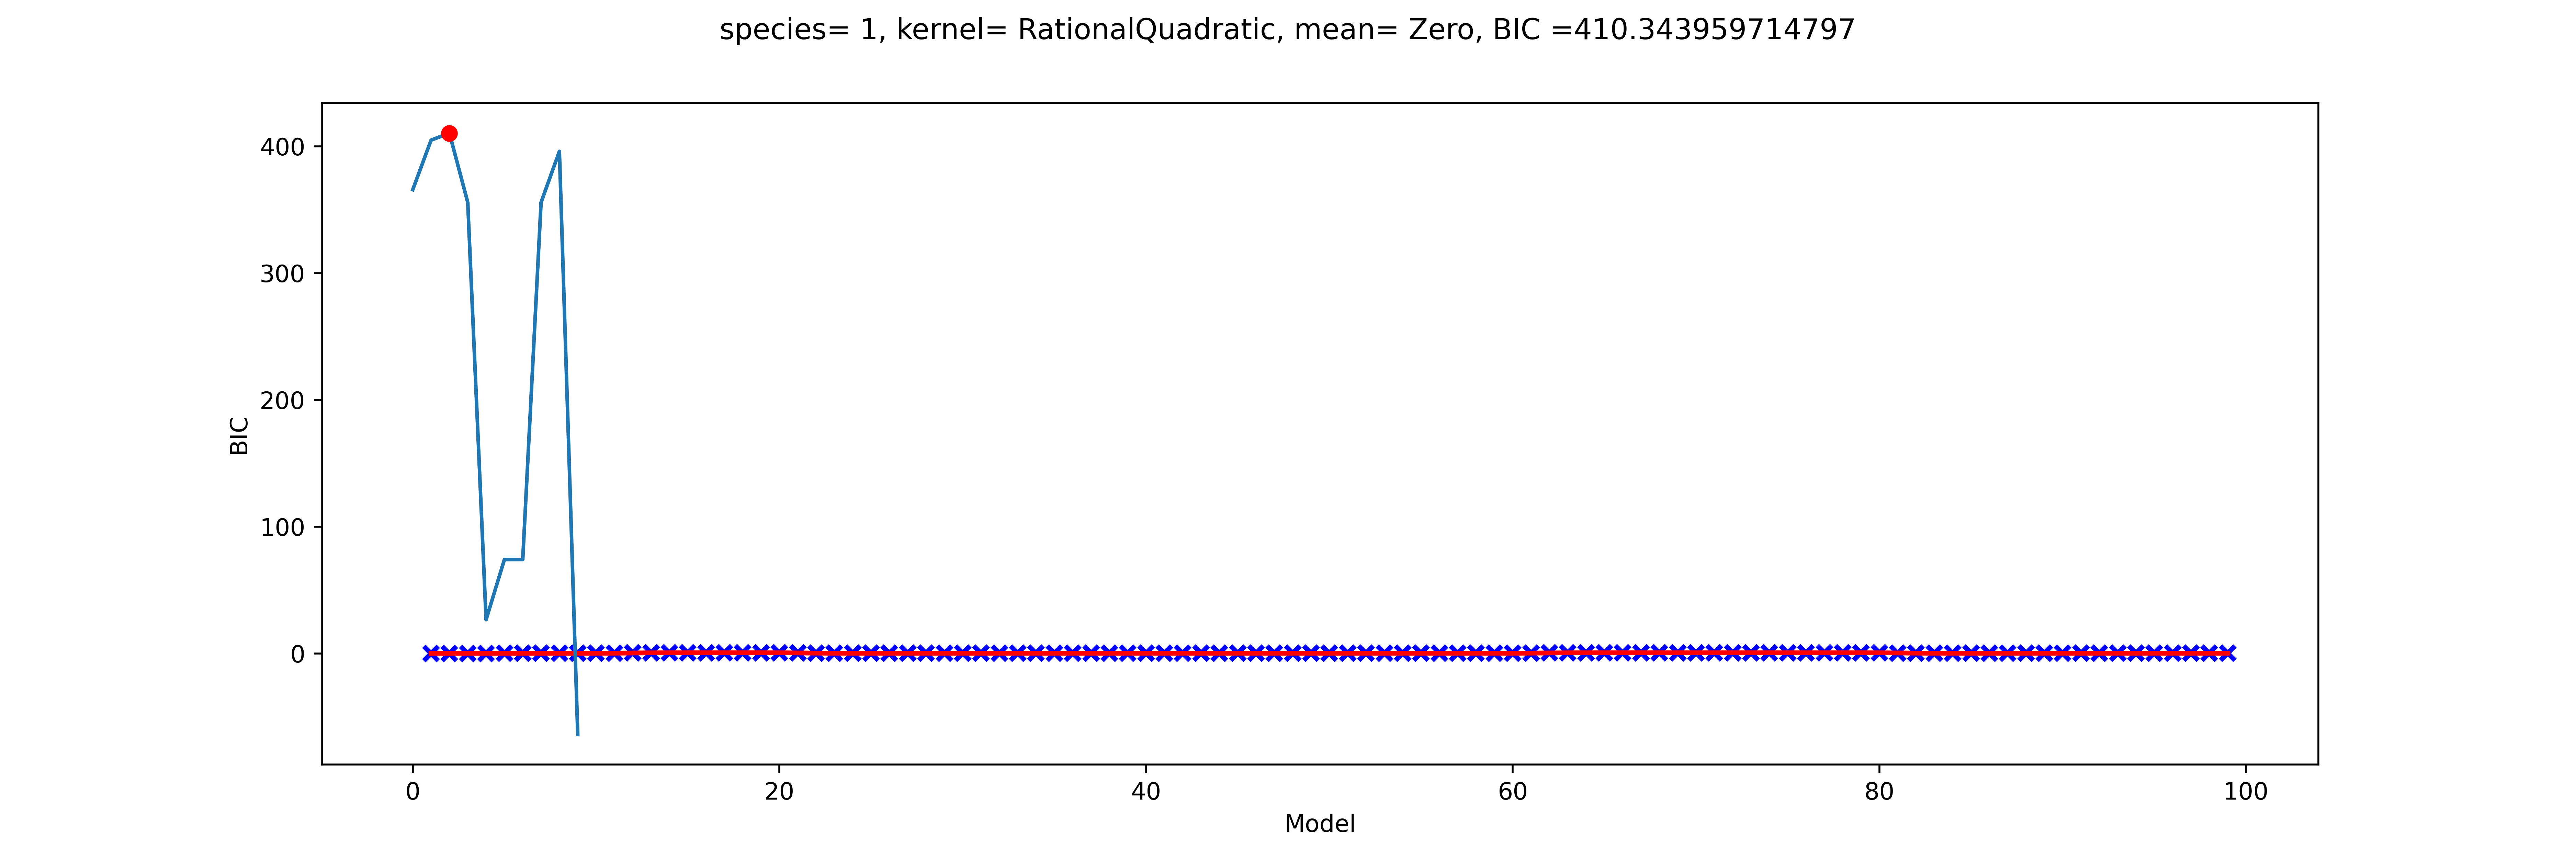 species= 1, kernel= RationalQuadratic, mean= Zero, BIC =410.343959714797
400
300
200
100
0
BIC
0 20 40 60 80 100
Model